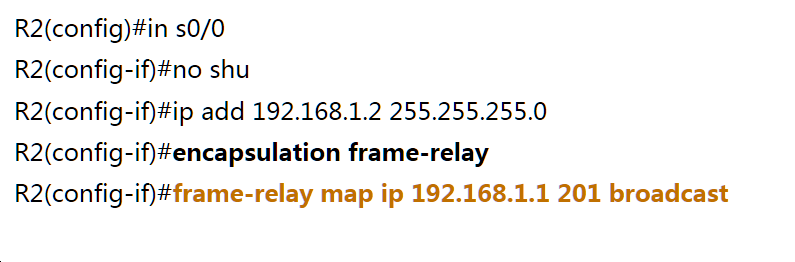 R2(config)#in s0/0
R2(config-if)#no shu
R2(config-if)#ip add 192.168.1.2 255.255.255.0
R2(config-if)#encapsulation frame-relay
R2(config-if)#frame-relay map ip 192.168.1.1 201 broadcast